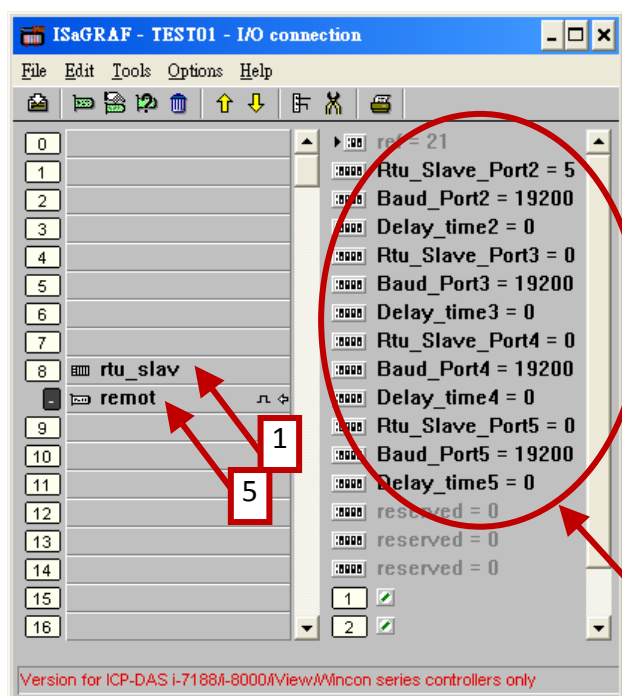 ISaGRAF - TEST01 - I/O connection
File Edit Tools Options Help
0
1
2
3
4
5
6
7
8 rtu_slav
remot
9
10
11
12
13
14
15
16
ref = 21
Rtu_Slave_Port2 = 5
Baud_Port2 = 19200
Delay_time2 = 0
Rtu_Slave_Port3 = 0
Baud_Port3 = 19200
Delay_time3 = 0
Rtu_Slave_Port4 = 0
Baud_Port4 = 19200
Delay_time4 = 0
Rtu_Slave_Port5 = 0
Baud_Port5 = 19200
Delay_time5 = 0
reserved = 0
reserved = 0
reserved = 0
1
2
1
5
Version for ICP-DAS i-7188/i-8000/iView/Wincon series controllers only